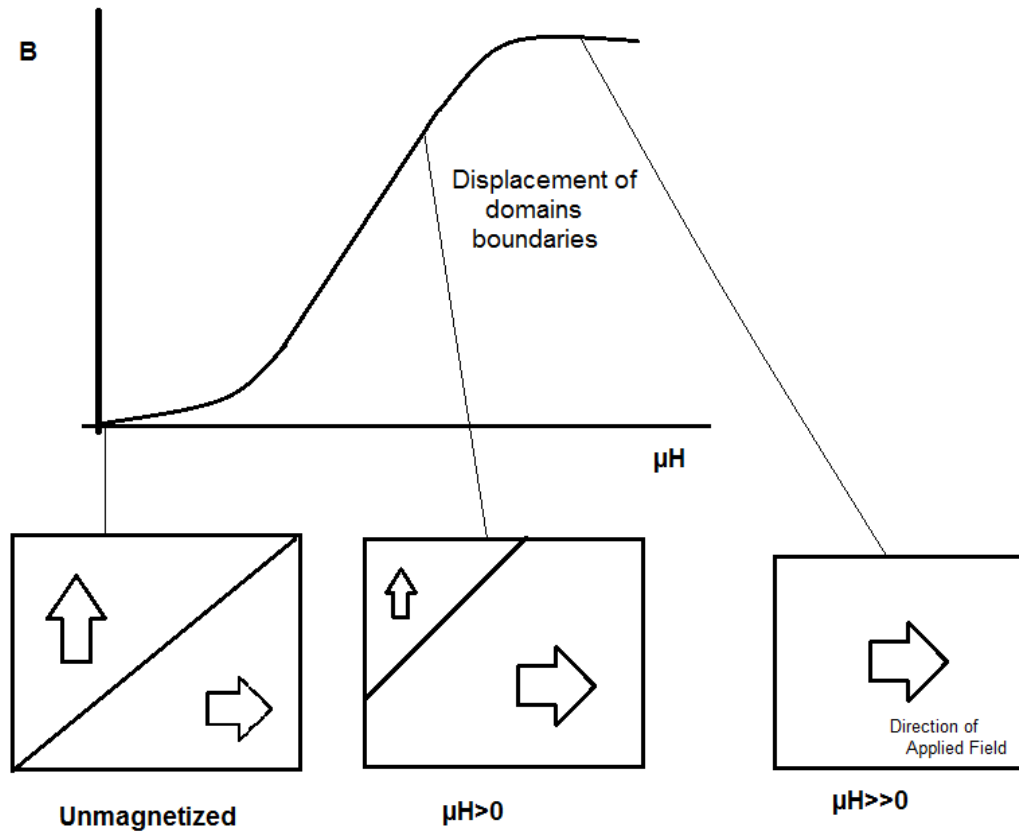 B
Displacement of
domains
boundaries
µH
Direction of
Applied Field
Unmagnetized
µH>0
µH>>0